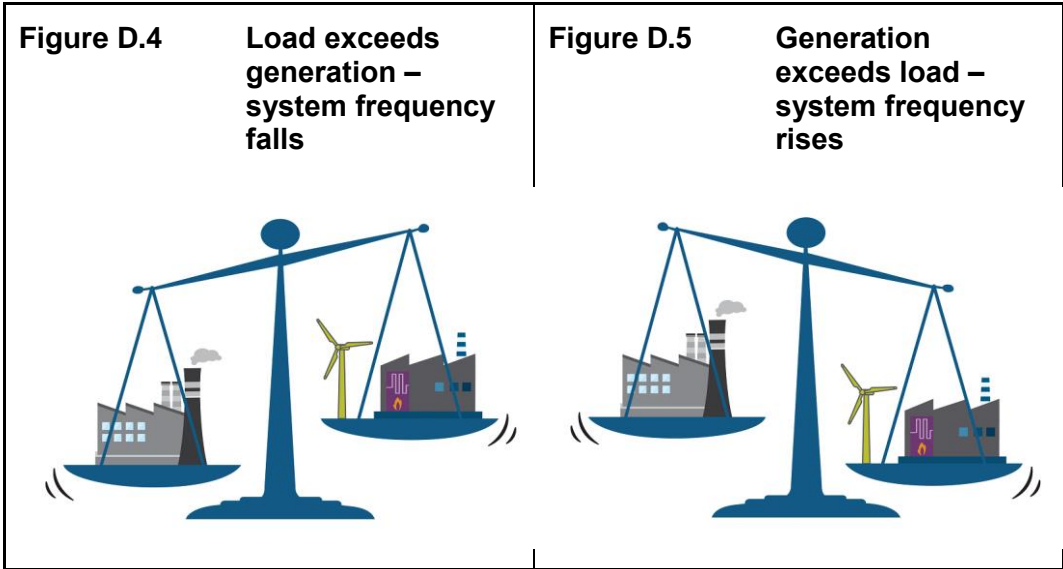 Figure D.4 Load exceeds
generation –
system frequency
falls
Figure D.5 Generation
exceeds load –
system frequency
rises